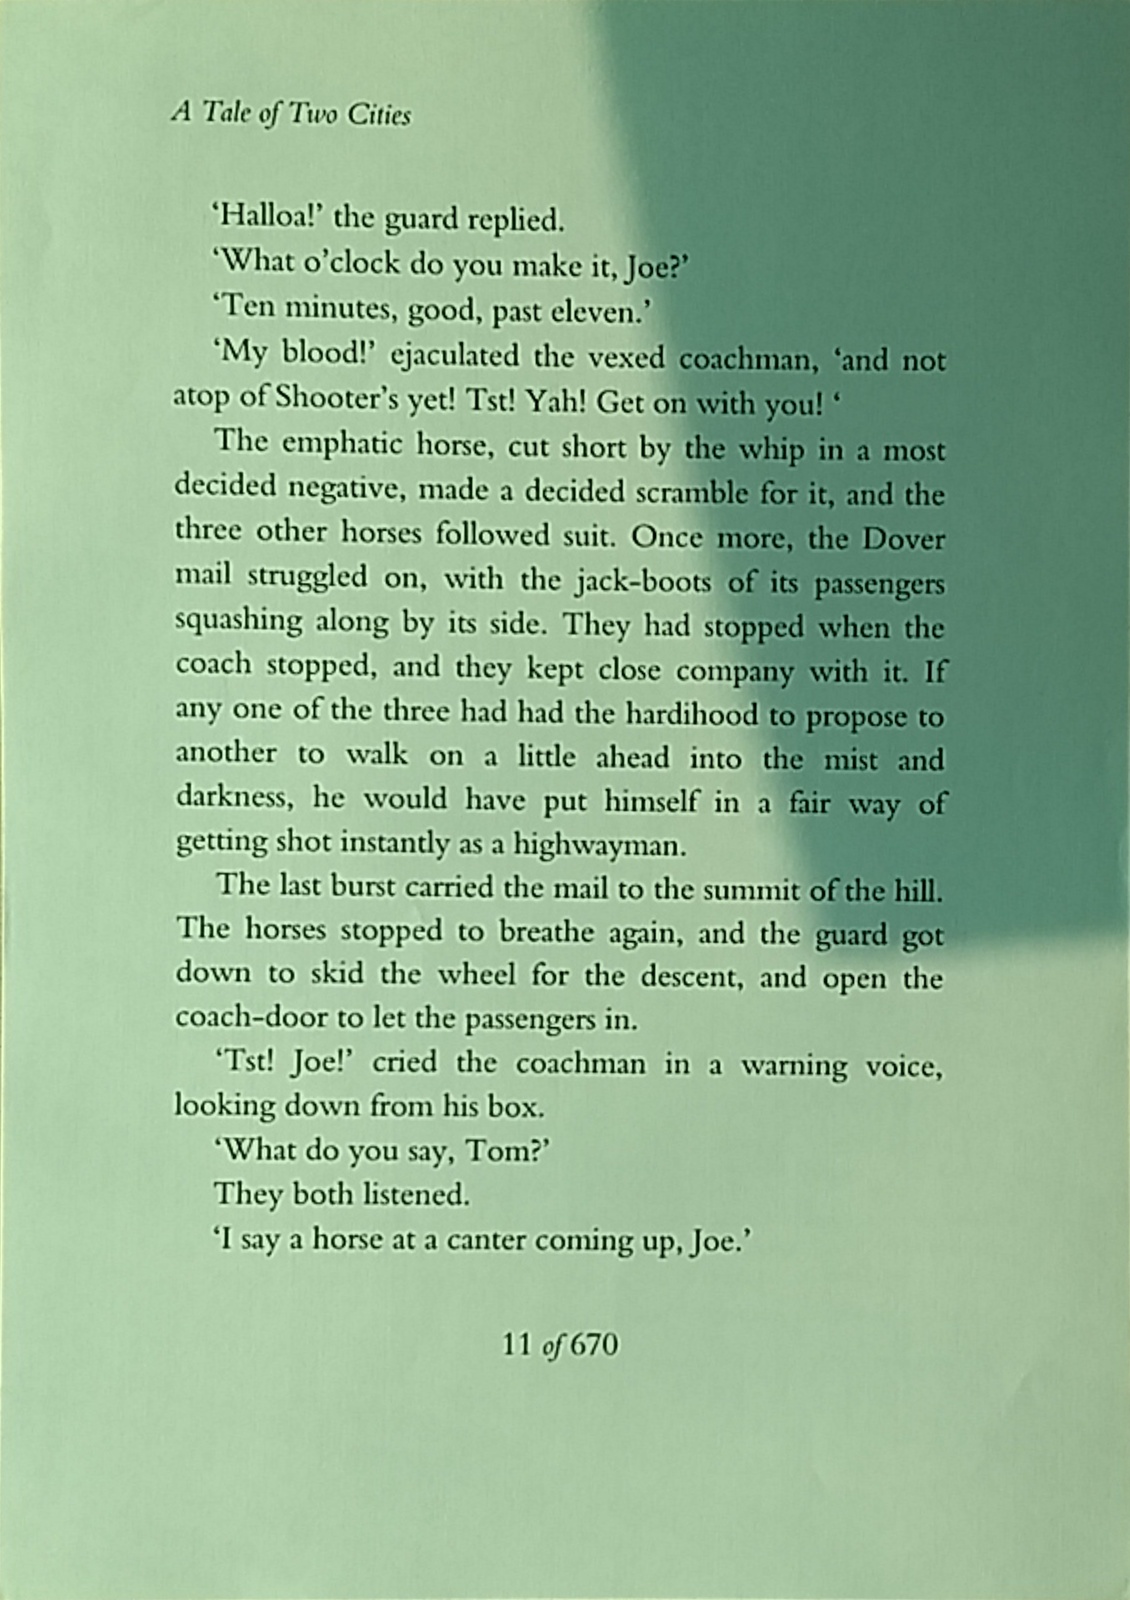 A Tale of Two Cities
‘Halloa!’ the guard replied.
‘What o’clock do you make it, Joe?’
‘Ten minutes, good, past eleven.’
‘My blood!’ ejaculated the vexed coachman, ‘and not
atop of Shooter’s yet! Tst! Yah! Get on with you! ‘
The emphatic horse, cut short by the whip in a most
decided negative, made a decided scramble for it, and the
three other horses followed suit. Once more, the Dover
mail struggled on, with the jack-boots of its passengers
squashing along by its side. They had stopped when the
coach stopped, and they kept close company with it. If
any one of the three had had the hardihood to propose to
another to walk on a little ahead into the mist and
darkness, he would have put himself in a fair way of
getting shot instantly as a highwayman.
The last burst carried the mail to the summit of the hill.
The horses stopped to breathe again, and the guard got
down to skid the wheel for the descent, and open the
coach-door to let the passengers in.
‘Tst! Joe!’ cried the coachman in a warning voice,
looking down from his box.
‘What do you say, Tom?’
They both listened.
‘I say a horse at a canter coming up, Joe.’
11 of 670